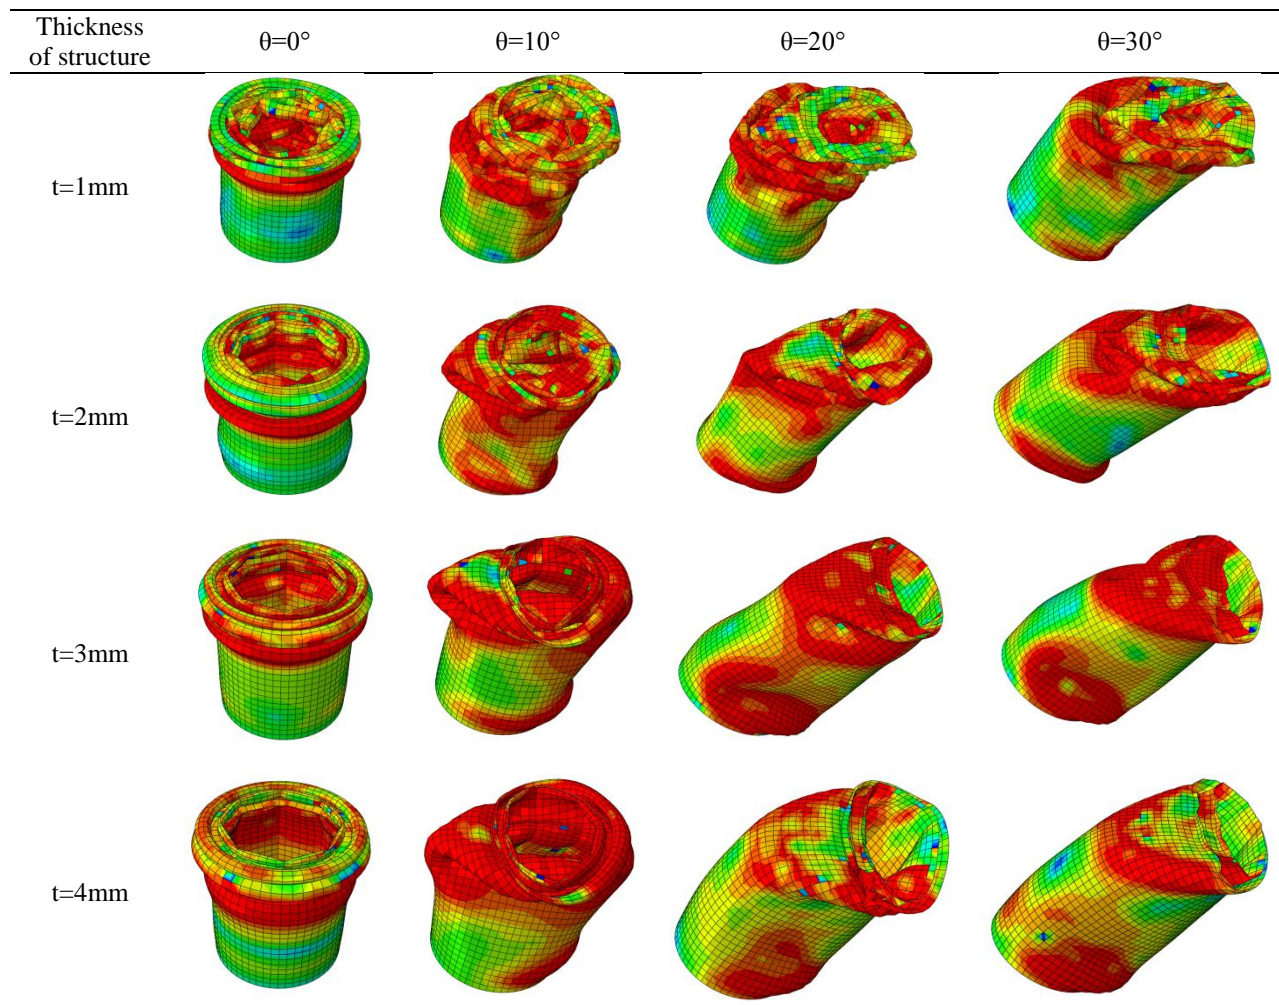 Thickness
of structure
θ=0°
θ=10°
θ=20°
θ=30°
t=1mm
t=2mm
t=3mm
t=4mm